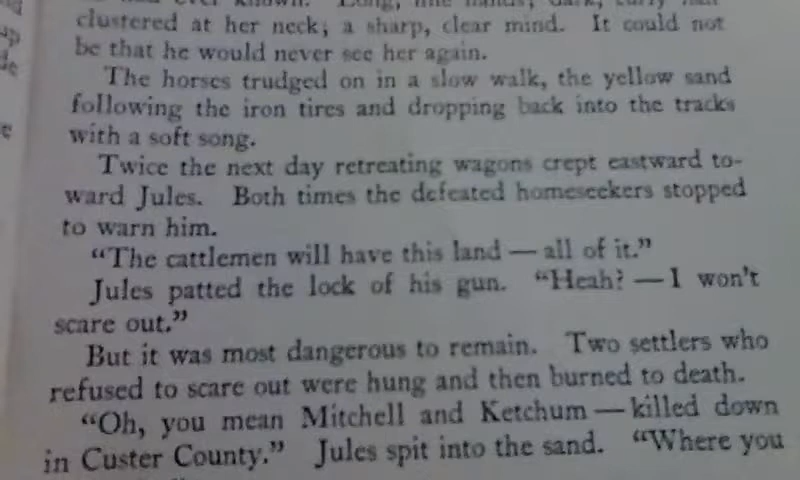 clustered at her neck; a sharp, clear mind. It could not
be that he would never see her again.
The horses trudged on in a slow walk, the yellow sand
following the iron tires and dropping back into the tracks
with a soft song.
Twice the next day retreating wagons crept eastward to-
ward Jules. Both times the defeated homeseekers stopped
to warn him.
“The cattlemen will have this land — all of it.”
Jules patted the lock of his gun. “Heah? — I won't
scare out.”
But it was most dangerous to remain. Two settlers who
refused to scare out were hung and then burned to death.
“Oh, you mean Mitchell and Ketchum — killed down
in Custer County.” Jules spit into the sand. “Where you